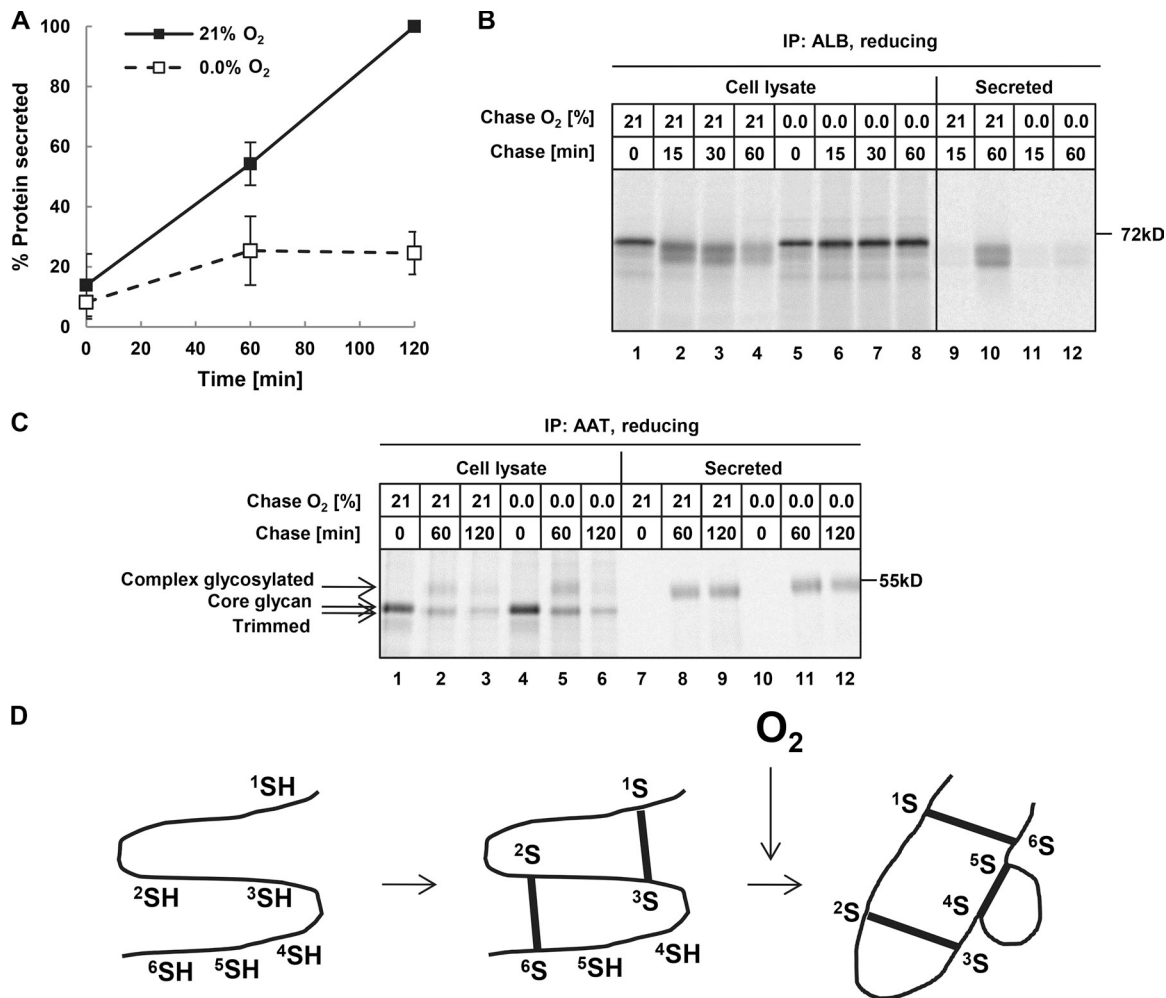 A
21% O₂
0.0% O₂
% Protein secreted
100
80
60
40
20
0
0 20 40 60 80 100 120
Time [min]
B
IP: ALB, reducing
Cell lysate Secreted
Chase O₂ [%] 21 21 21 21 0.0 0.0 0.0 0.0 21 21 0.0 0.0
Chase [min] 0 15 30 60 0 15 30 60 15 60 15 60
72kD
1 2 3 4 5 6 7 8 9 10 11 12
C
IP: AAT, reducing
Cell lysate Secreted
Chase O₂ [%] 21 21 21 0.0 0.0 0.0 21 21 21 0.0 0.0 0.0
Chase [min] 0 60 120 0 60 120 0 60 120 0 60 120
Complex glycosylated
Core glycan
Trimmed
55kD
1 2 3 4 5 6 7 8 9 10 11 12
D
¹SH
²SH ³SH
⁴SH
⁶SH ⁵SH
¹S
²S
³S
⁴SH
⁶S ⁵SH
O₂
¹S
⁶S
⁵S
⁴S
²S
³S